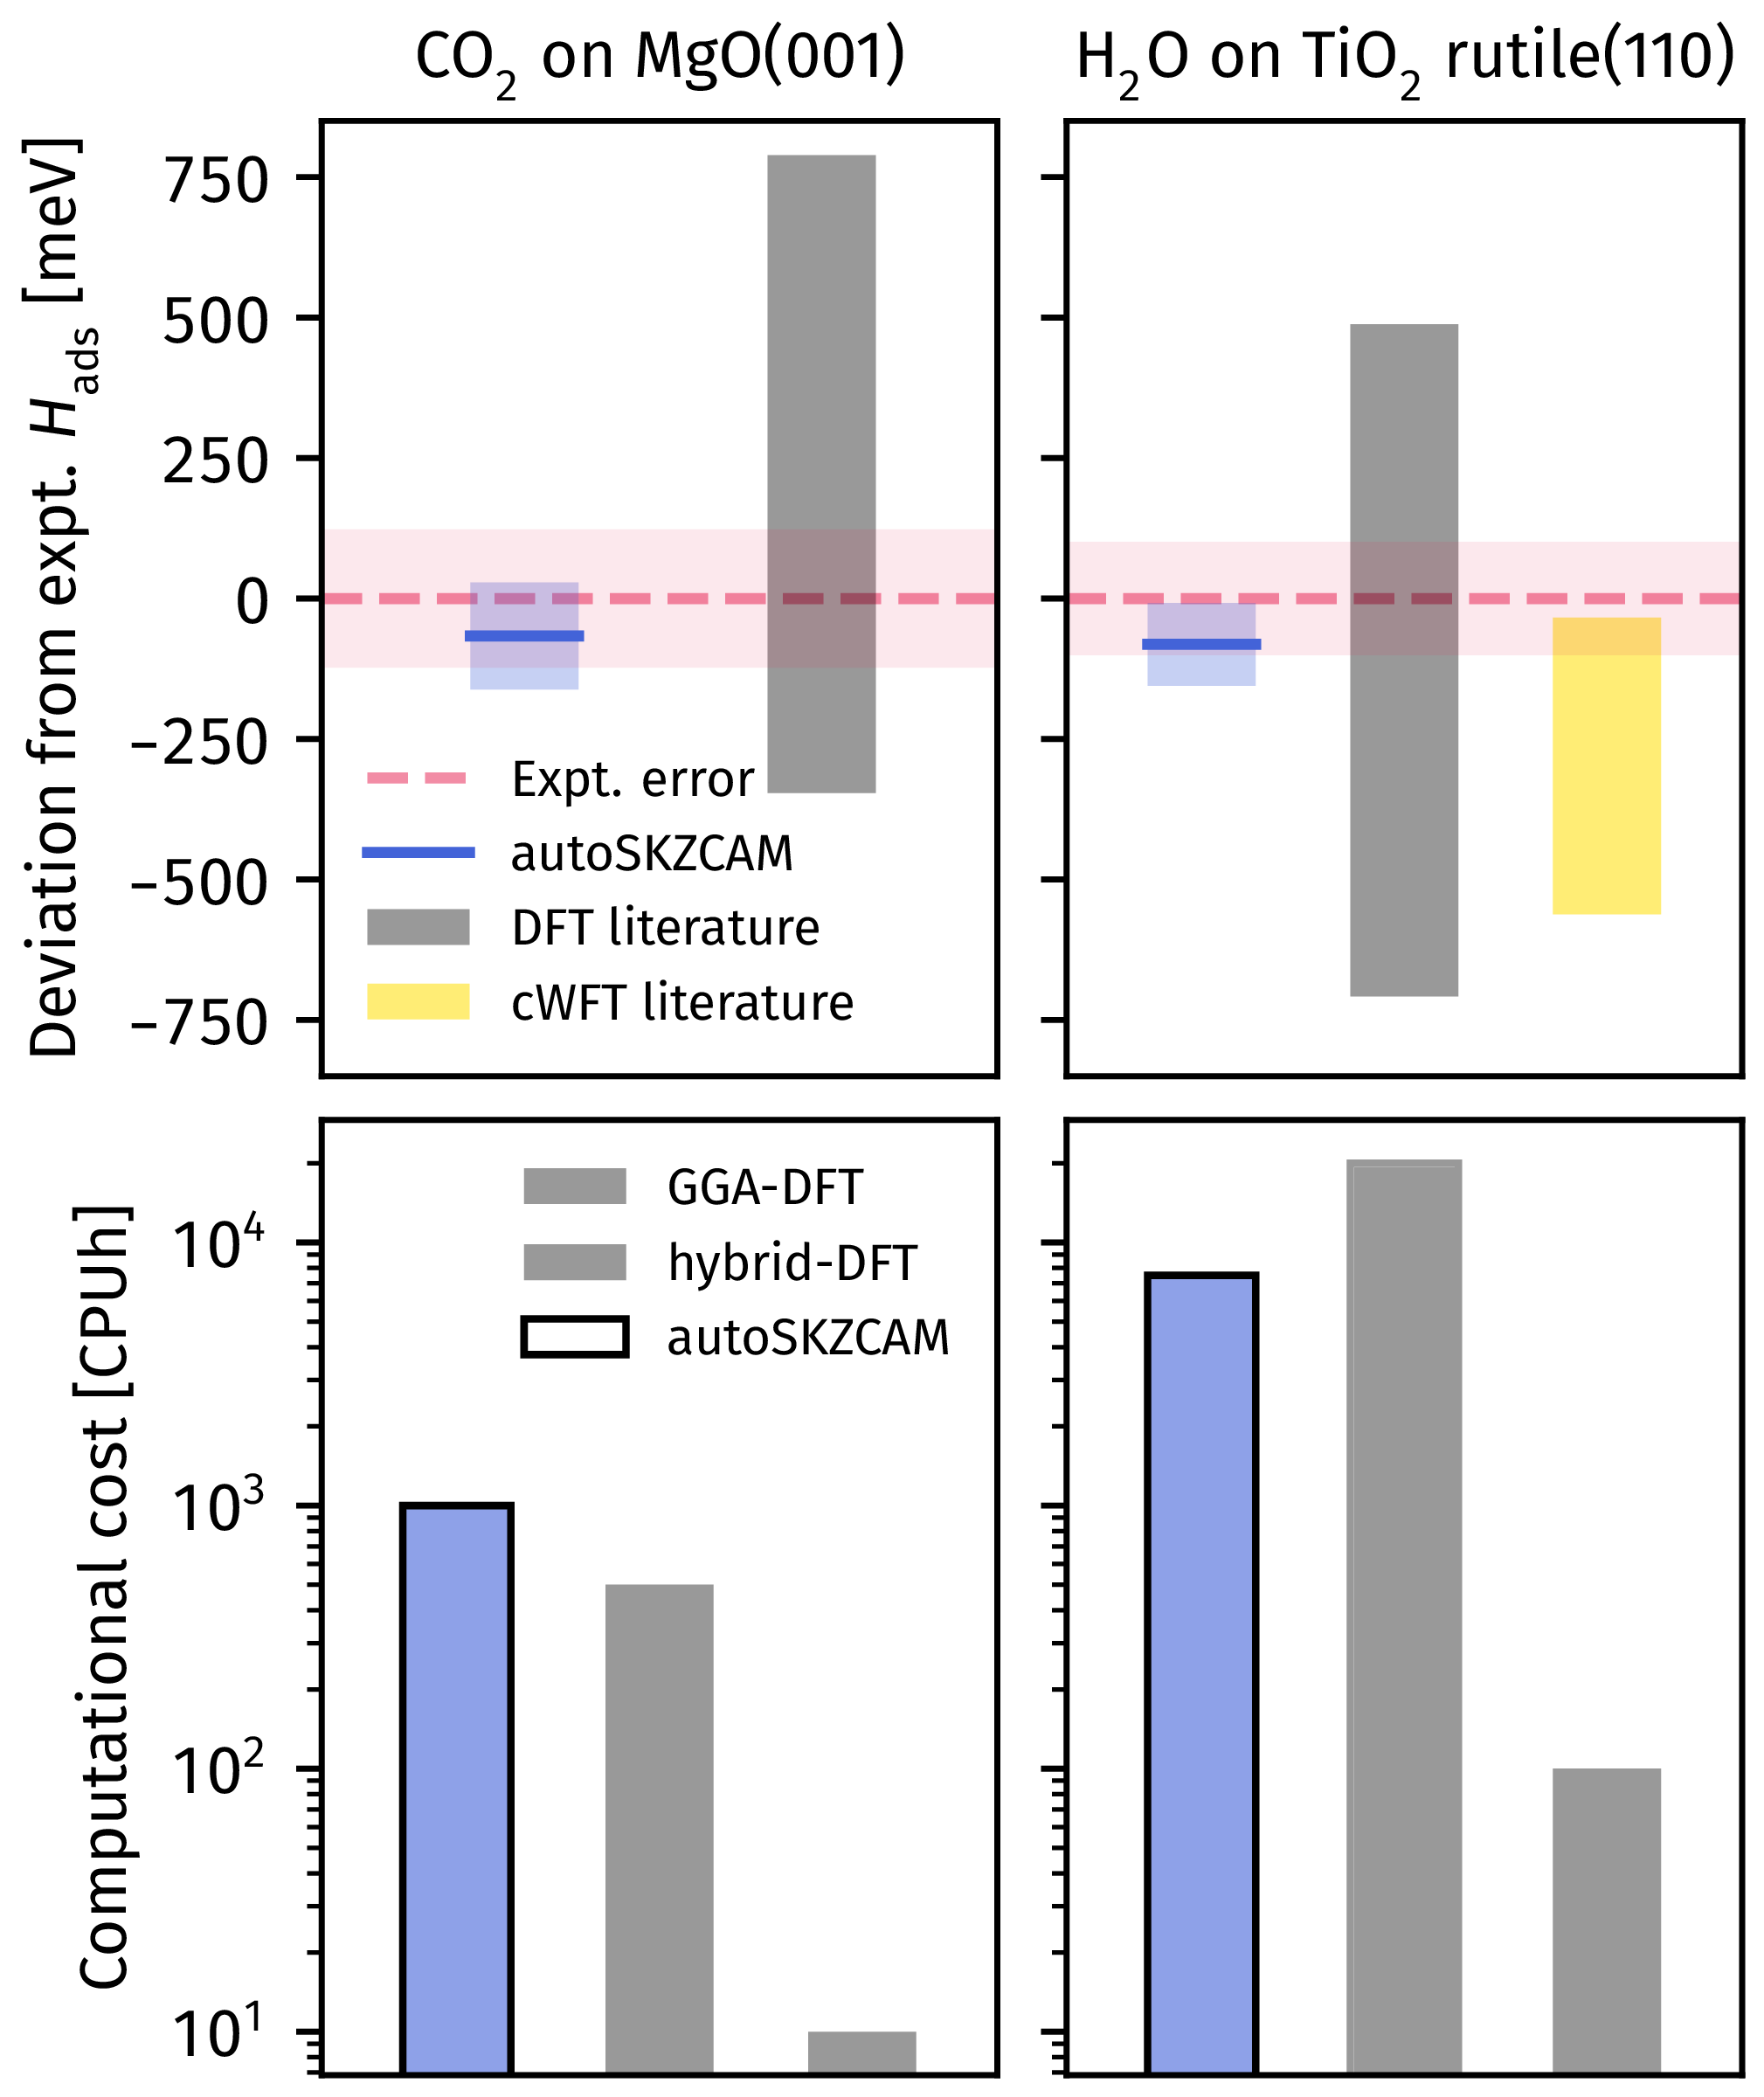 CO₂ on MgO(001)
H₂O on TiO₂ rutile(110)
Deviation from expt. H_ads [meV]
750
500
250
0
−250
−500
−750
Expt. error
autoSKZCAM
DFT literature
cWFT literature
Computational cost [CPUh]
10⁴
10³
10²
10¹
GGA-DFT
hybrid-DFT
autoSKZCAM